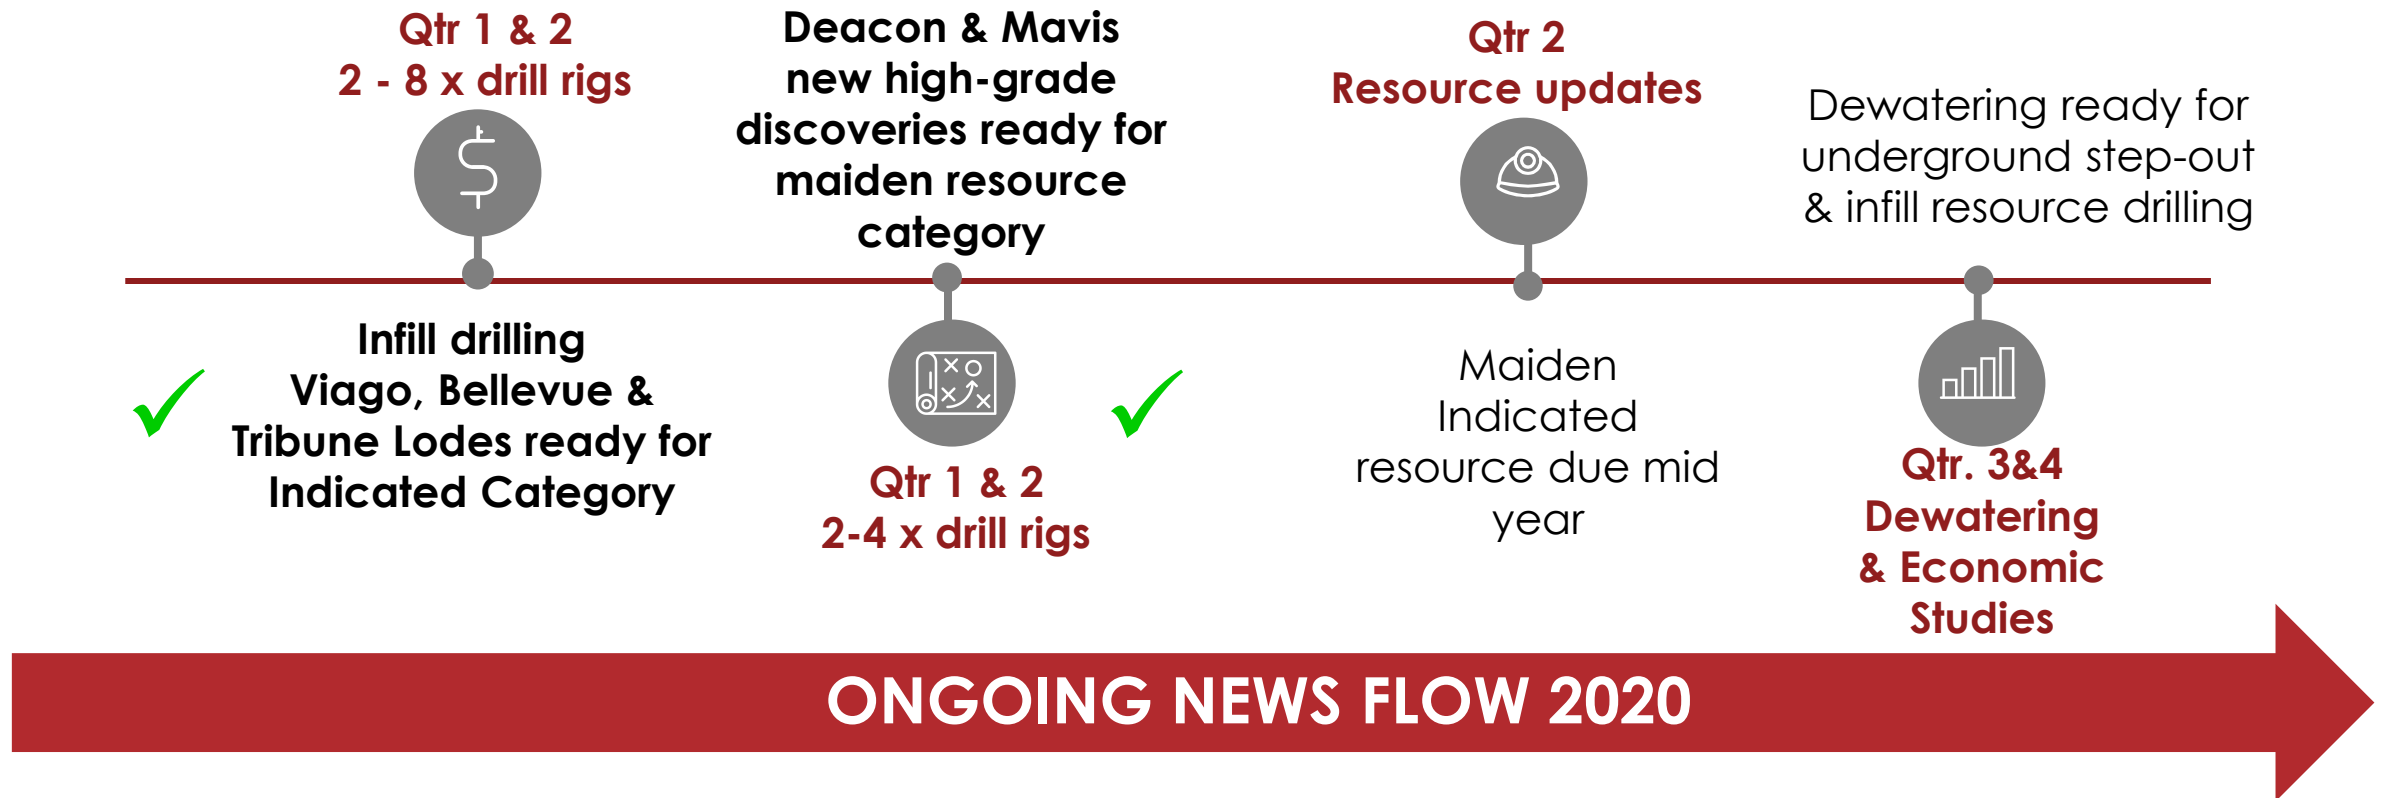 Qtr 1 & 2
2 - 8 x drill rigs
Infill drilling
Viago, Bellevue &
Tribune Lodes ready for
Indicated Category
Deacon & Mavis
new high-grade
discoveries ready for
maiden resource
category
Qtr 1 & 2
2-4 x drill rigs
Qtr 2
Resource updates
Maiden
Indicated
resource due mid
year
Dewatering ready for
underground step-out
& infill resource drilling
Qtr. 3&4
Dewatering
& Economic
Studies
ONGOING NEWS FLOW 2020